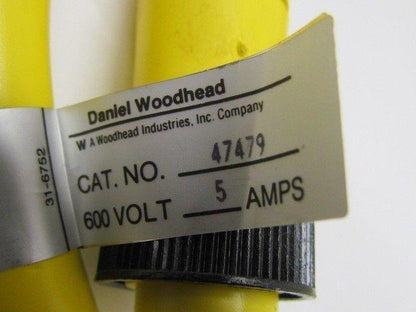 Daniel Woodhead
W A Woodhead Industries, Inc. Company
CAT. NO. 47479
600 VOLT 5 AMPS
31-6752